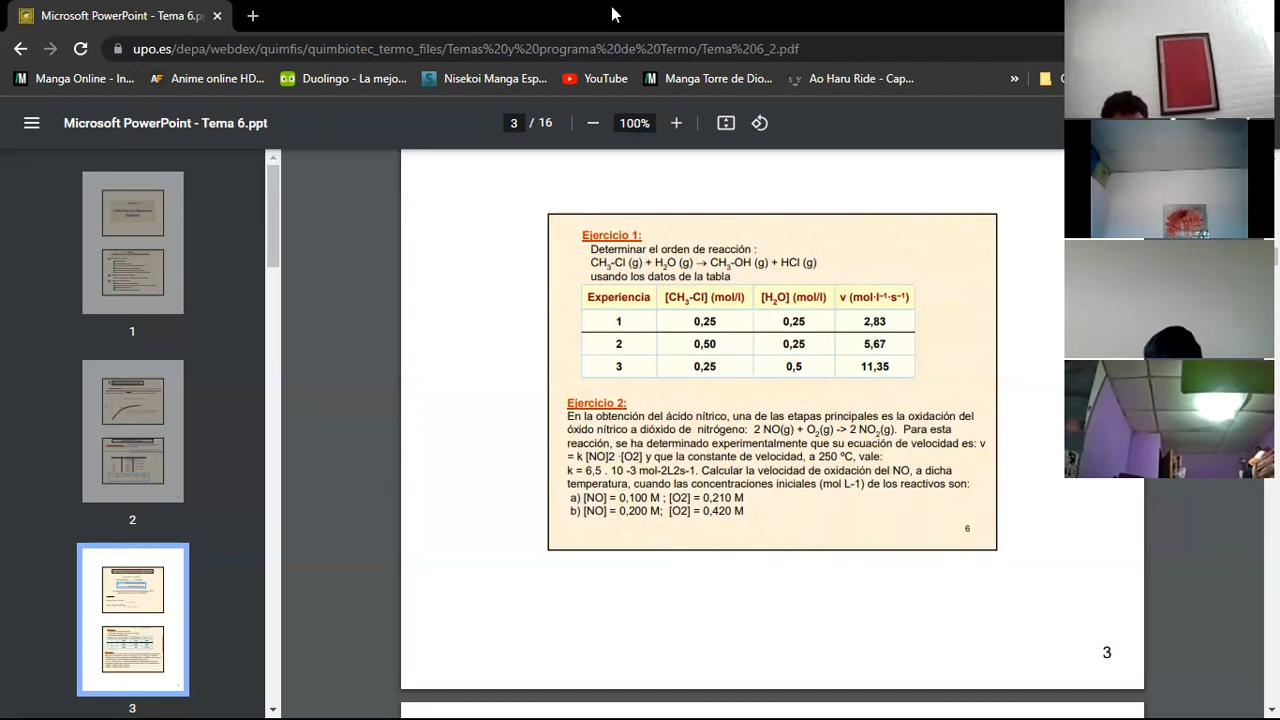 Microsoft PowerPoint - Tema 6.p
upo.es/depa/webdex/quimfis/quimbiotec_termo_files/Temas%20y%20programa%20de%20Termo/Tema%206_2.pdf
Manga Online - In... Anime online HD... Duolingo - La mejo... Nisekoi Manga Esp... YouTube Manga Torre de Dio... Ao Haru Ride - Cap... »
Microsoft PowerPoint - Tema 6.ppt 3 / 16 100%
1
2
3
Ejercicio 1:
Determinar el orden de reacción :
CH₃-Cl (g) + H₂O (g) → CH₃-OH (g) + HCl (g)
usando los datos de la tabla
Experiencia [CH₃-Cl] (mol/l) [H₂O] (mol/l) v (mol·l⁻¹·s⁻¹)
1 0,25 0,25 2,83
2 0,50 0,25 5,67
3 0,25 0,5 11,35
Ejercicio 2:
En la obtención del ácido nítrico, una de las etapas principales es la oxidación del
óxido nítrico a dióxido de nitrógeno: 2 NO(g) + O₂(g) -> 2 NO₂(g). Para esta
reacción, se ha determinado experimentalmente que su ecuación de velocidad es: v
= k [NO]2 ·[O2] y que la constante de velocidad, a 250 ºC, vale:
k = 6,5 . 10 -3 mol-2L2s-1. Calcular la velocidad de oxidación del NO, a dicha
temperatura, cuando las concentraciones iniciales (mol L-1) de los reactivos son:
a) [NO] = 0,100 M ; [O2] = 0,210 M
b) [NO] = 0,200 M; [O2] = 0,420 M
6
3